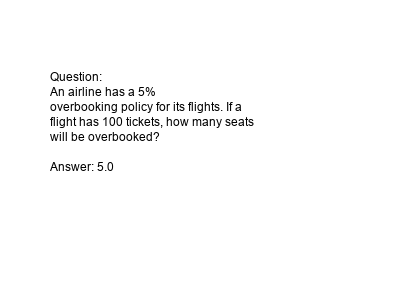 Question:
An airline has a 5%
overbooking policy for its flights. If a
flight has 100 tickets, how many seats
will be overbooked?
Answer: 5.0